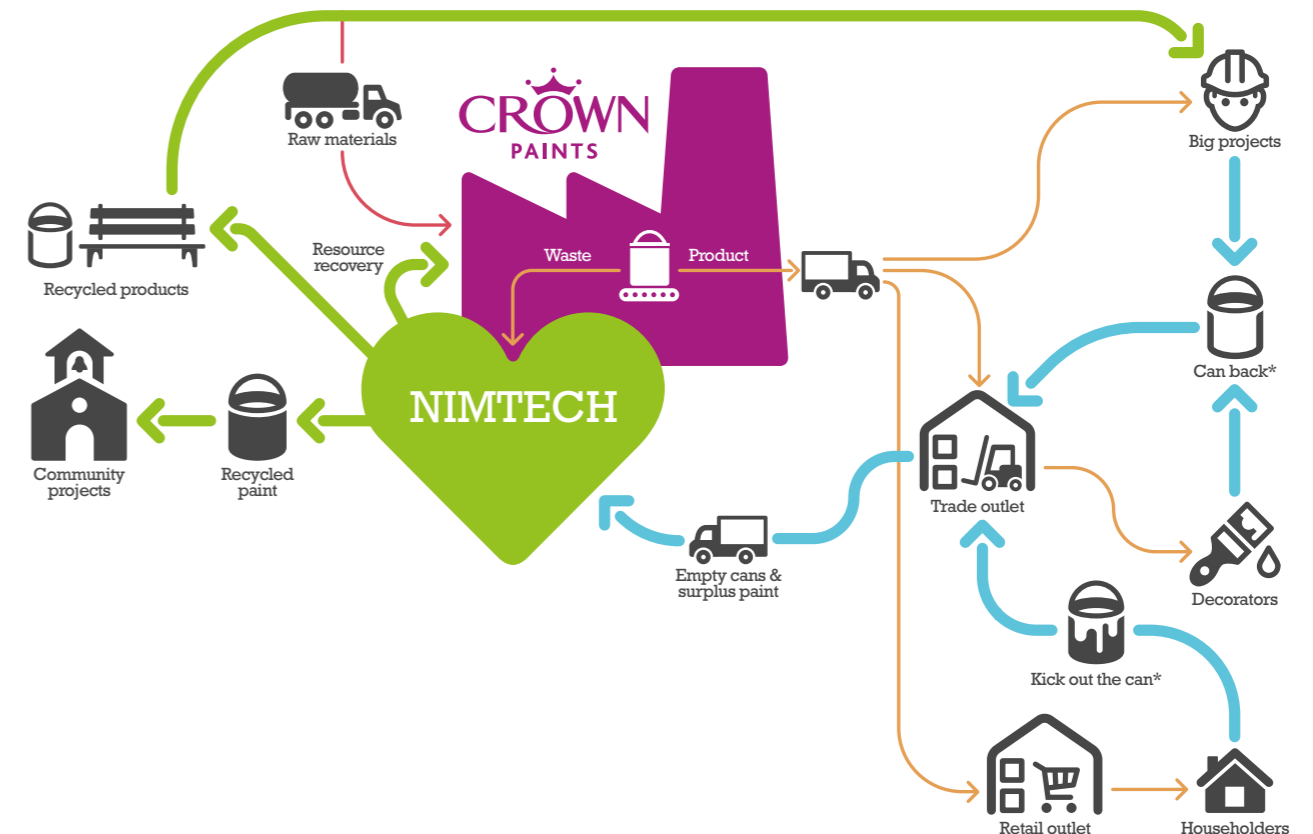 CROWN
PAINTS
Raw materials
Big projects
Resource
recovery
Waste
Product
Recycled products
Can back*
NIMTECH
Community
projects
Recycled
paint
Trade outlet
Empty cans &
surplus paint
Decorators
Kick out the can*
Retail outlet
Householders